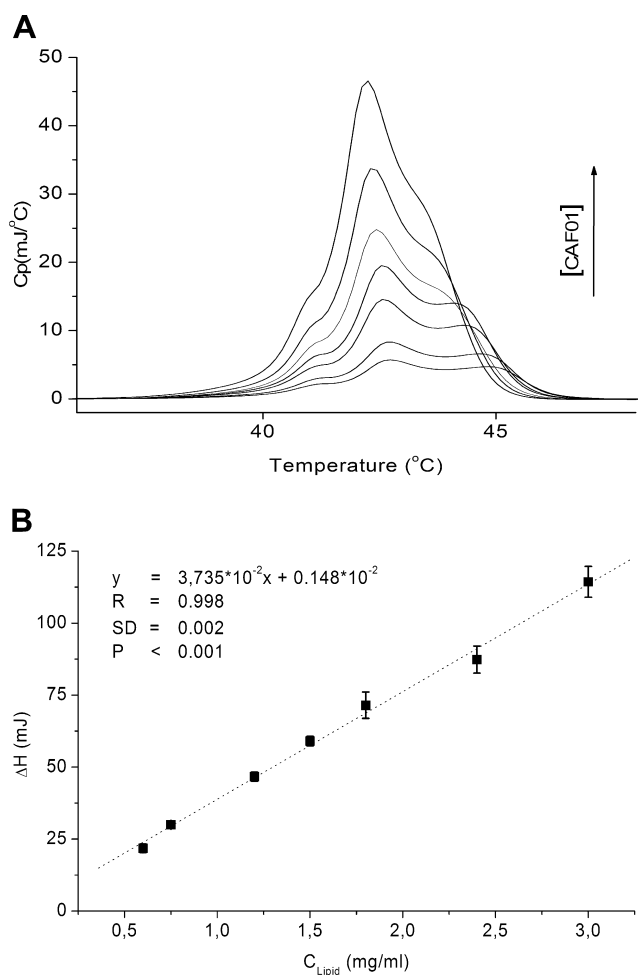 A
50
40
30
20
10
0
Cp(mJ/°C)
[CAF01]
40 45
Temperature (°C)
B
125
100
75
50
25
0
ΔH (mJ)
y = 3,735*10⁻²x + 0.148*10⁻²
R = 0.998
SD = 0.002
P < 0.001
0,5 1,0 1,5 2,0 2,5 3,0
C_Lipid (mg/ml)